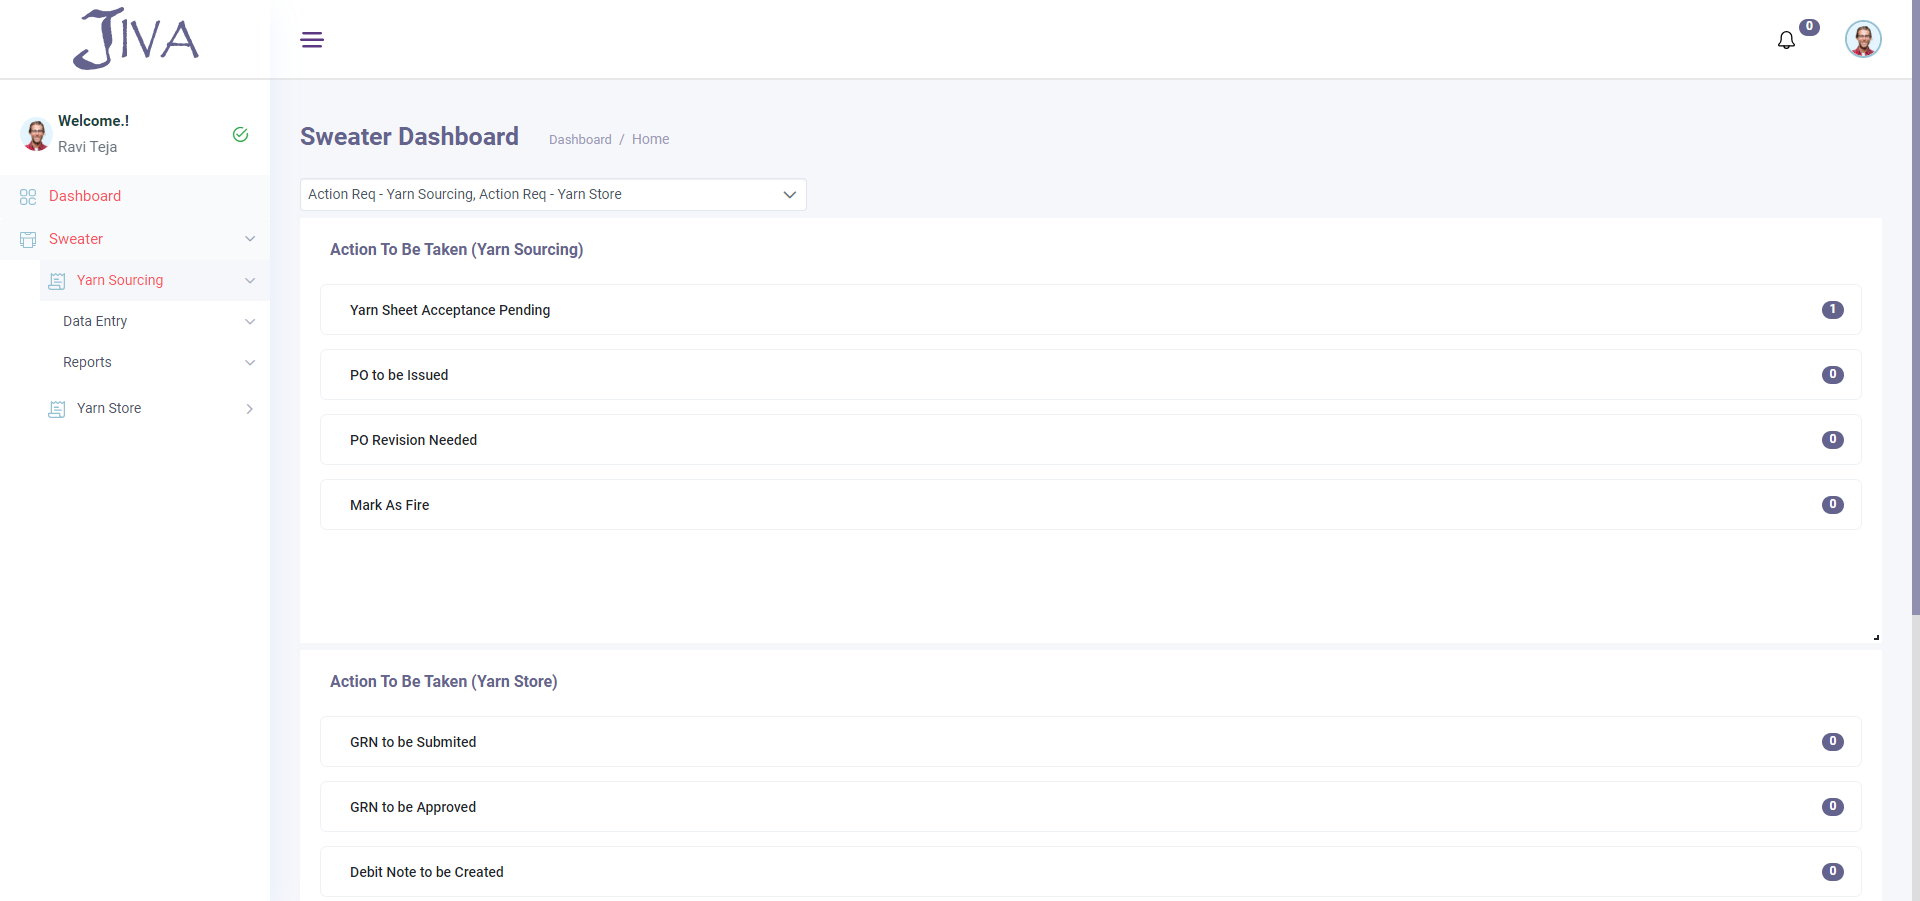 JIVA
0
Welcome.!
Ravi Teja
Dashboard
Sweater
Yarn Sourcing
Data Entry
Reports
Yarn Store
Sweater Dashboard
Dashboard / Home
Action Req - Yarn Sourcing, Action Req - Yarn Store
Action To Be Taken (Yarn Sourcing)
Yarn Sheet Acceptance Pending 1
PO to be Issued 0
PO Revision Needed 0
Mark As Fire 0
Action To Be Taken (Yarn Store)
GRN to be Submited 0
GRN to be Approved 0
Debit Note to be Created 0